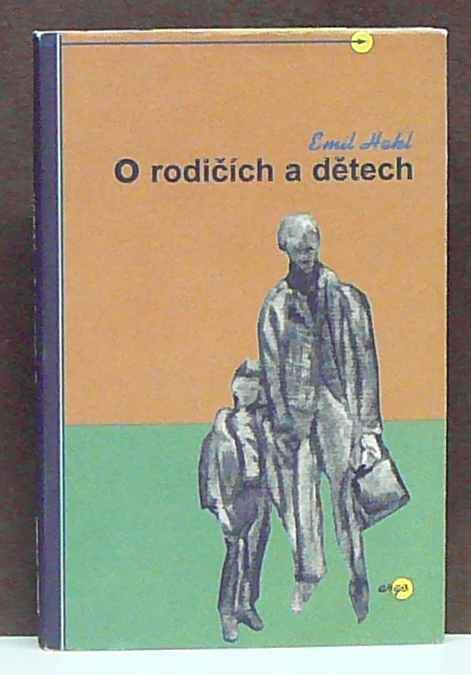 Emil Hakl
O rodičích a dětech
argo